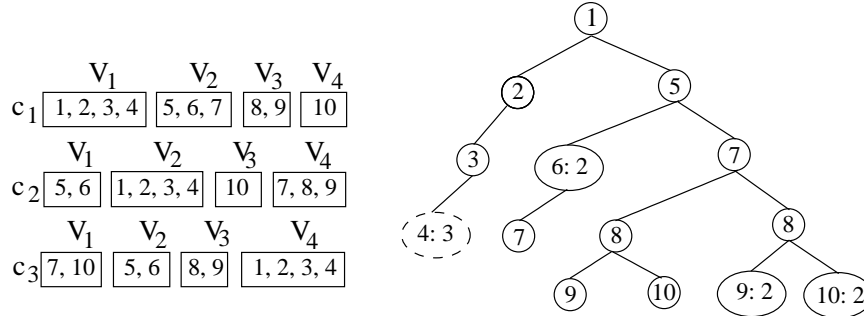 V1 V2 V3 V4
c1 1, 2, 3, 4 5, 6, 7 8, 9 10
V1 V2 V3 V4
c2 5, 6 1, 2, 3, 4 10 7, 8, 9
V1 V2 V3 V4
c3 7, 10 5, 6 8, 9 1, 2, 3, 4
1
2 5
3 6: 2 7
4: 3 7 8 8
9 10 9: 2 10: 2